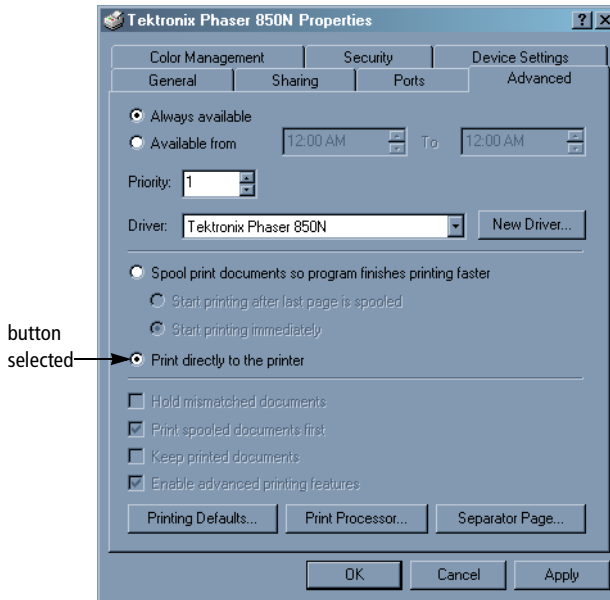 Tektronix Phaser 850N Properties
Color Management Security Device Settings
General Sharing Ports Advanced
Always available
Available from 12:00 AM To 12:00 AM
Priority: 1
Driver: Tektronix Phaser 850N New Driver...
Spool print documents so program finishes printing faster
Start printing after last page is spooled
Start printing immediately
button
selected
Print directly to the printer
Hold mismatched documents
Print spooled documents first
Keep printed documents
Enable advanced printing features
Printing Defaults... Print Processor... Separator Page...
OK Cancel Apply